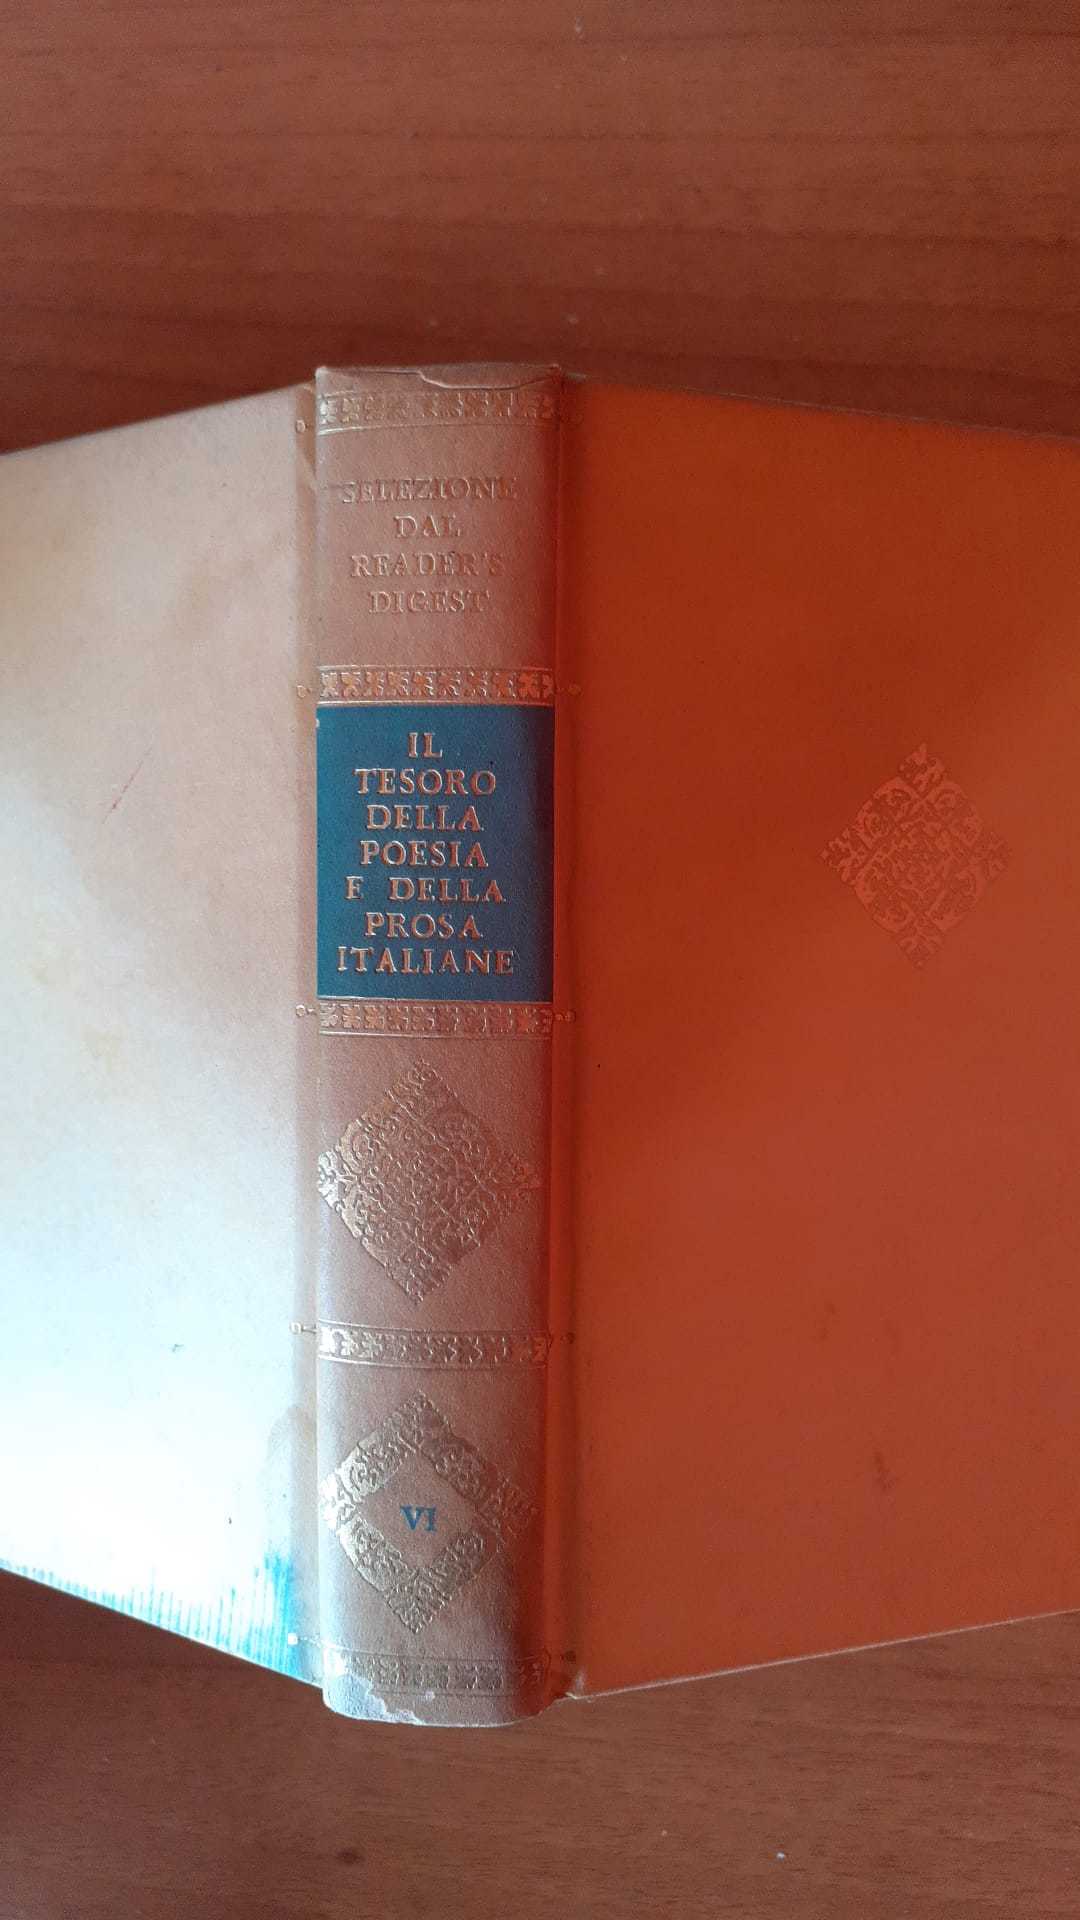 SELEZIONE
DAL
READER'S
DIGEST
IL
TESORO
DELLA
POESIA
E DELLA
PROSA
ITALIANE
VI